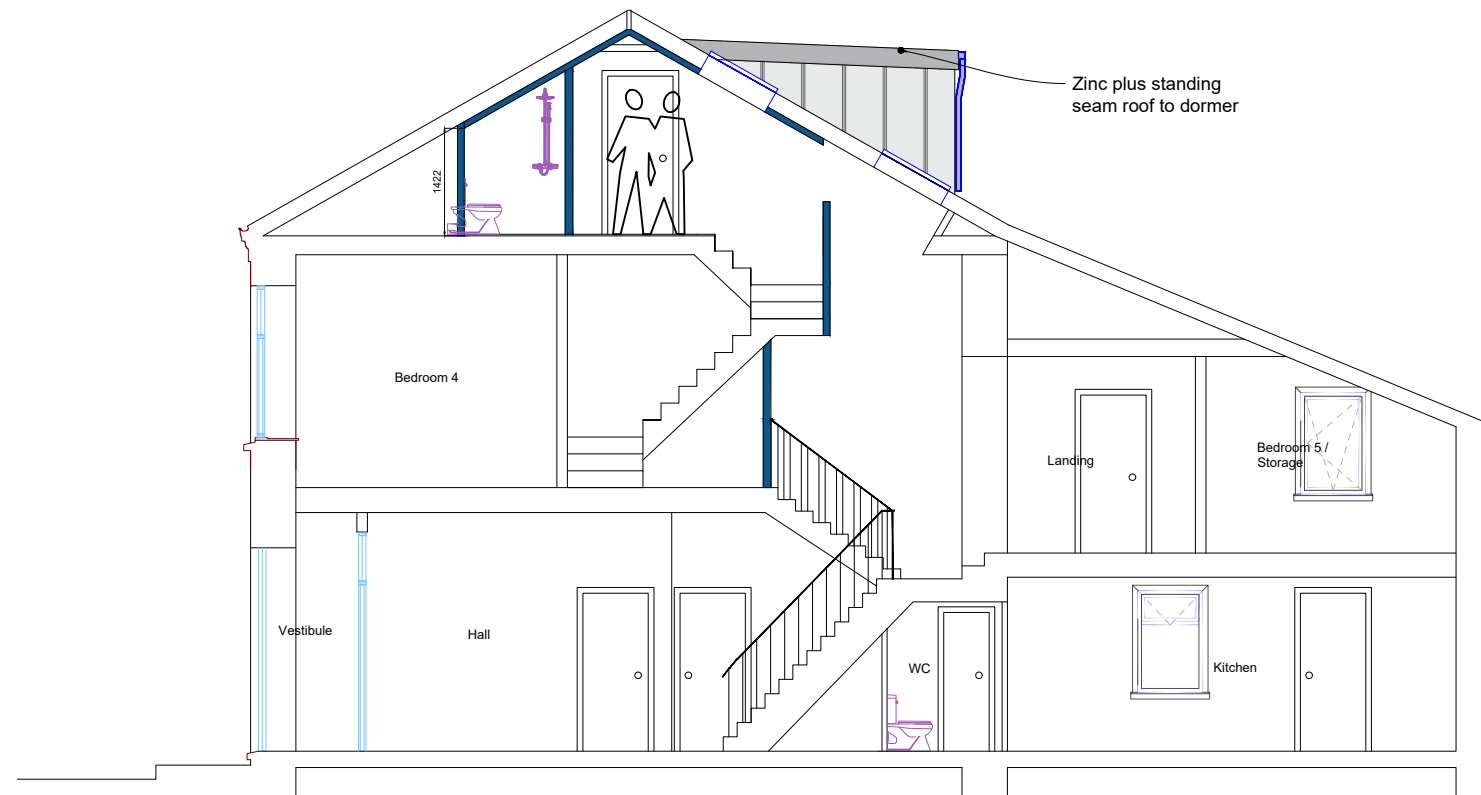 Zinc plus standing
seam roof to dormer
1422
Bedroom 4
Landing
Bedroom 5 /
Storage
Vestibule
Hall
WC
Kitchen